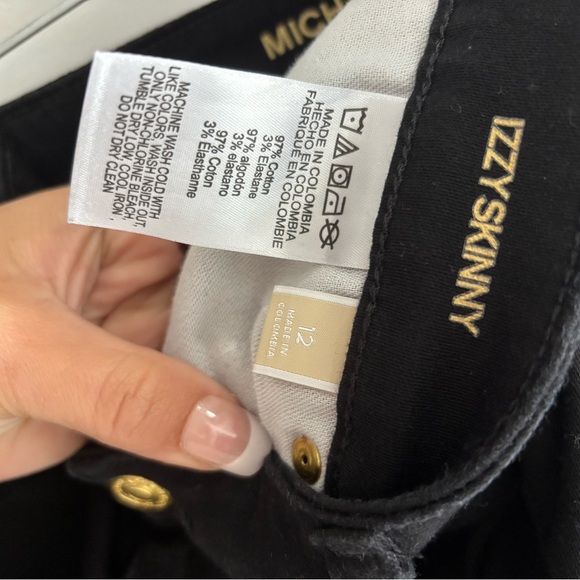 MICH
MADE IN COLOMBIA
HECHO EN COLOMBIA
FABRIQUÉ EN COLOMBIE
97% Cotton
3% Elastane
97% algodón
3% elastano
97% Coton
3% Élasthanne
MACHINE WASH COLD WITH
LIKE COLORS, WASH INSIDE OUT,
ONLY NON-CHLORINE BLEACH,
TUMBLE DRY LOW, COOL IRON,
DO NOT DRY CLEAN
12
MADE IN
COLOMBIA
IZZY SKINNY